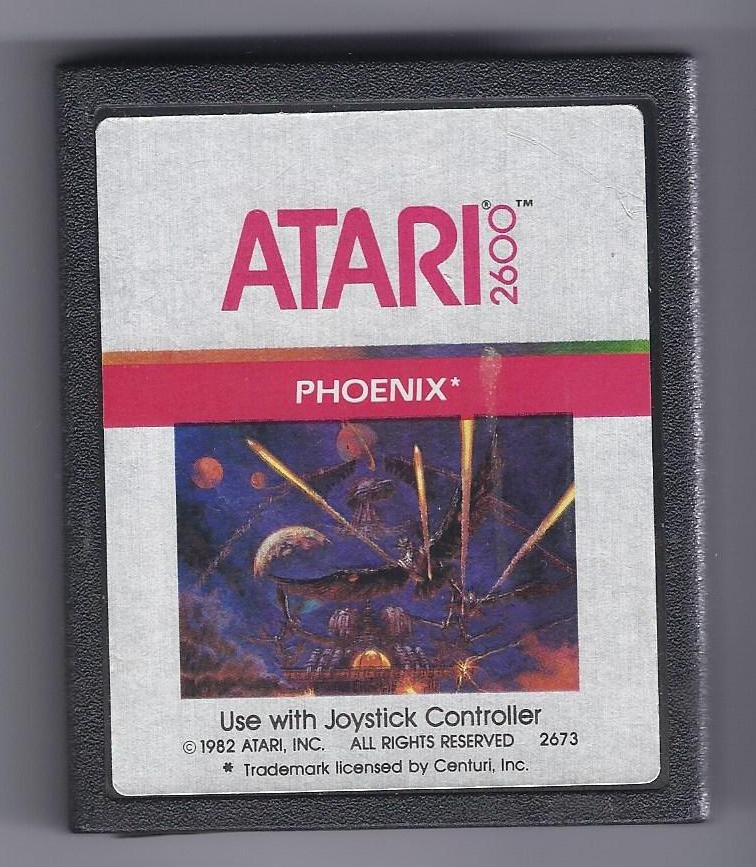 ATARI® 2600™
PHOENIX*
Use with Joystick Controller
© 1982 ATARI, INC. ALL RIGHTS RESERVED 2673
* Trademark licensed by Centuri, Inc.